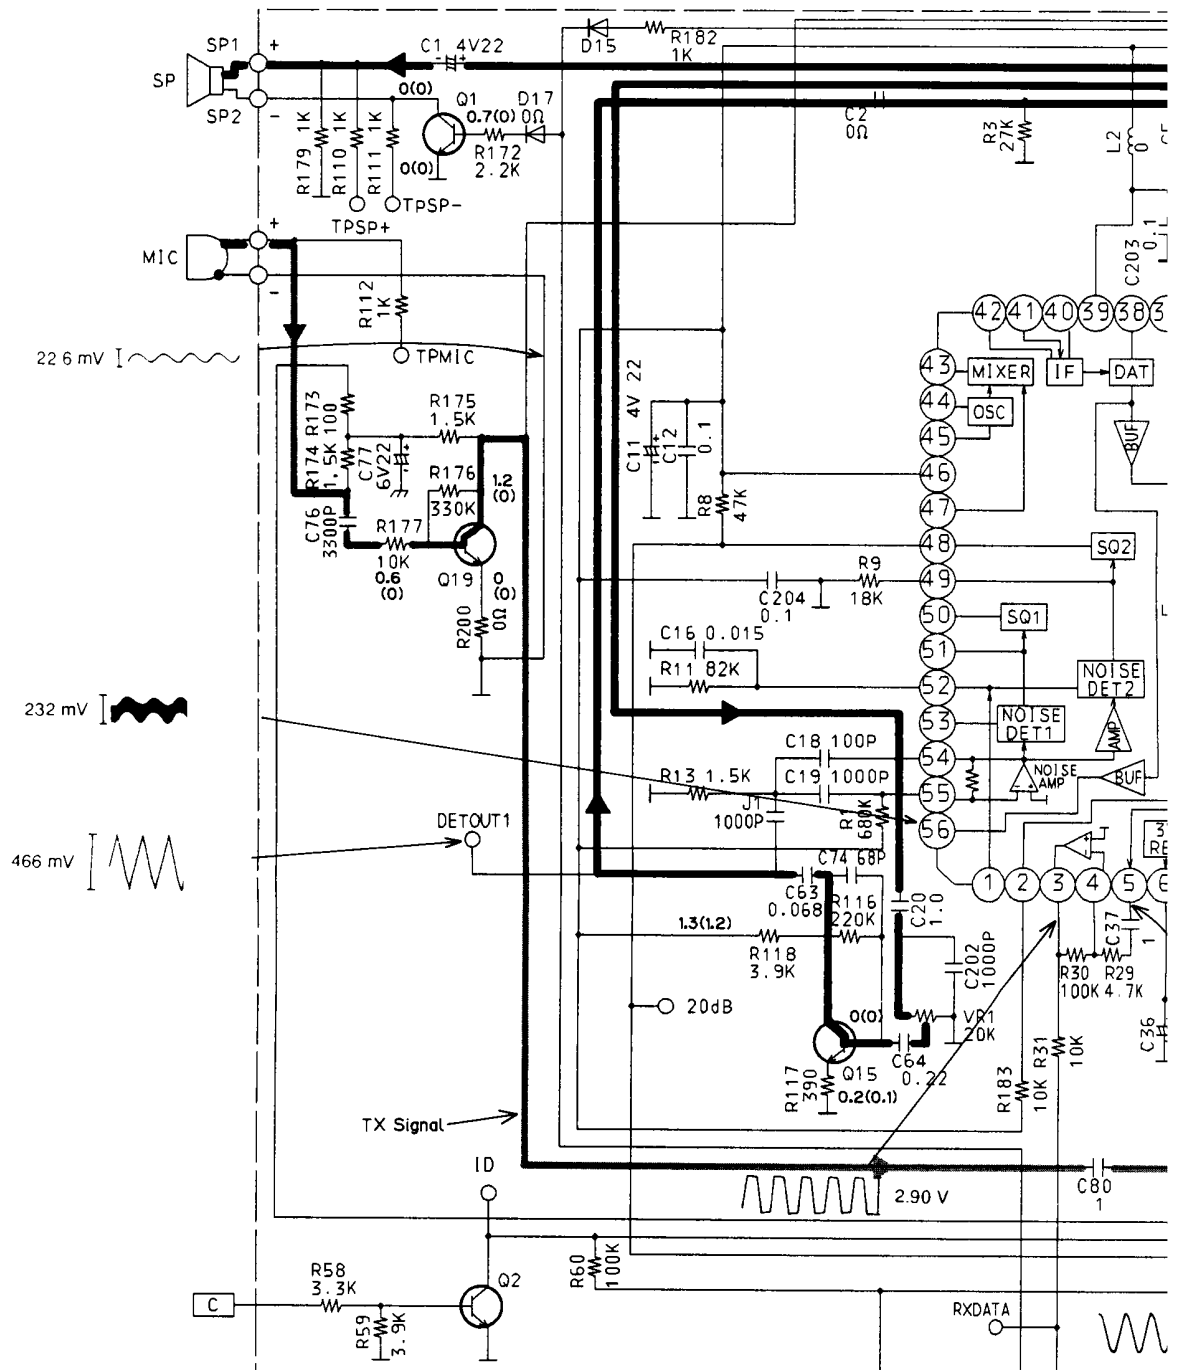 SP1
+
C1 4V22
- +
D15
R182
1K
SP
0(0)
SP2
-
Q1
0.7(0)
D17
0Ω
R172
2.2K
0(0)
C2
0Ω
R3
27K
L2
0
R179 1K
R110 1K
R111 1K
TPSP-
TPSP+
+
MIC
-
R112
1K
TPMIC
22 6 mV
C203
0.1
42 41 40 39 38 3
43 MIXER IF DAT
44 OSC
45
BUF
46
47
48 SQ2
49
50 SQ1
51
52 NOISE
DET2
53 NOISE
DET1
54
AMP
55
NOISE
AMP
BUF
56
1 2 3 4 5 6
3
RE
R173
100
R175
1.5K
R174
1.5K
C77
6V22
R176
330K
1.2
(0)
C76
3300P
R177
10K
0.6
(0)
Q19
0
(0)
R200
0Ω
C11
4V 22
C12
0.1
R8
47K
R9
18K
C204
0.1
C16 0.015
R11 82K
C18 100P
R13 1.5K
C19 1000P
J1
1000P
680K
232 mV
466 mV
DETOUT1
C74 68P
C63
0.068
R116
220K
C20
1.0
1.3(1.2)
R118
3.9K
C202
1000P
C37
1
R30
100K
R29
4.7K
20dB
0(0)
VR1
20K
C36
R31
10K
C64
0.22
Q15
R117
390
0.2(0.1)
R183
10K
TX Signal
ID
2.90 V
C80
1
R60
100K
R58
3.3K
Q2
C
R59
3.9K
RXDATA